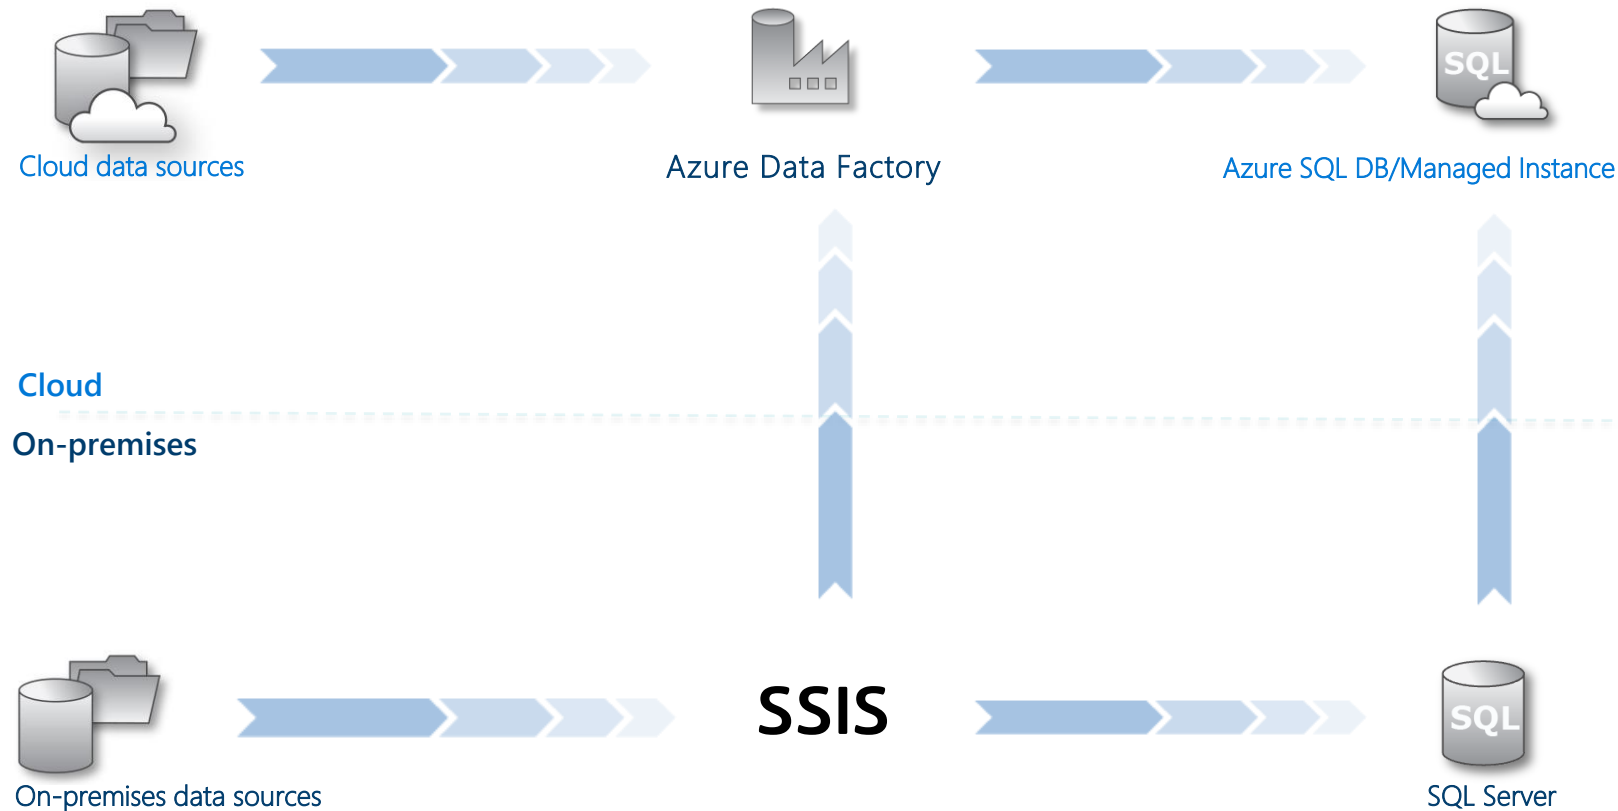 SQL
Cloud data sources
Azure Data Factory
Azure SQL DB/Managed Instance
Cloud
On-premises
SSIS
SQL
On-premises data sources
SQL Server